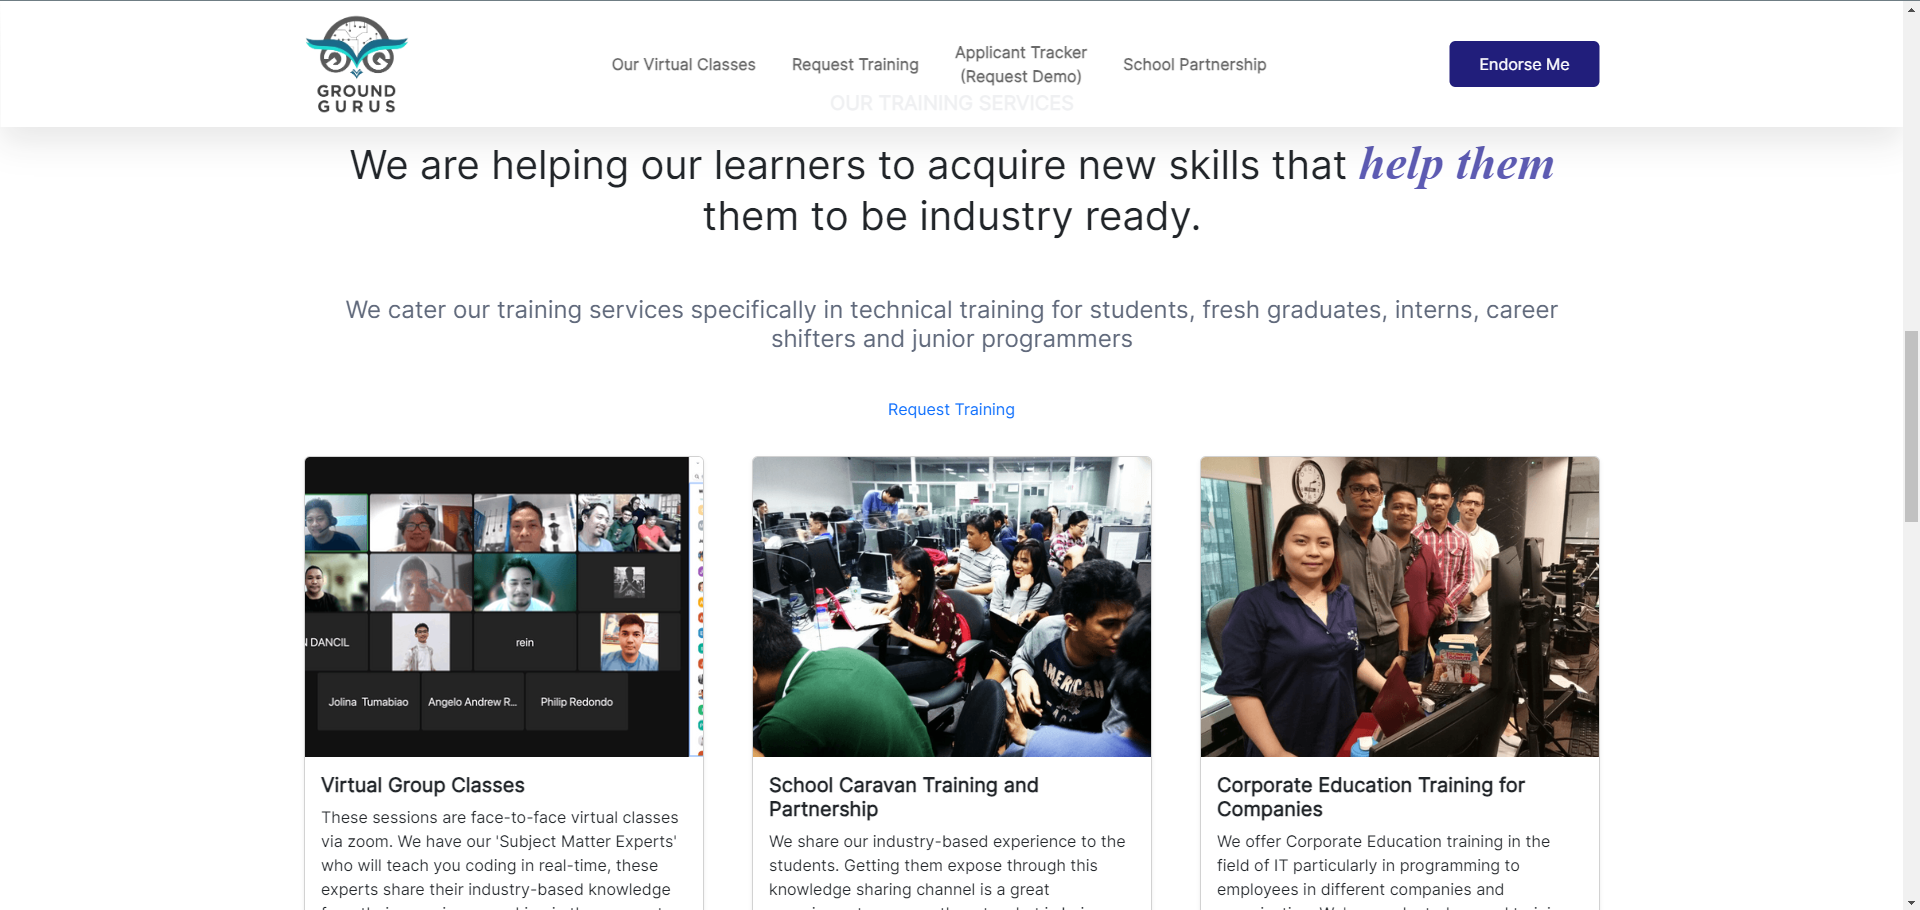 GROUND
GURUS
Our Virtual Classes
Request Training
Applicant Tracker
(Request Demo)
School Partnership
Endorse Me
OUR TRAINING SERVICES
We are helping our learners to acquire new skills that help them
them to be industry ready.
We cater our training services specifically in technical training for students, fresh graduates, interns, career
shifters and junior programmers
Request Training
DANCIL
rein
Jolina Tumabiao
Angelo Andrew R...
Philip Redondo
AMERICAN
Virtual Group Classes
These sessions are face-to-face virtual classes
via zoom. We have our 'Subject Matter Experts'
who will teach you coding in real-time, these
experts share their industry-based knowledge
School Caravan Training and
Partnership
We share our industry-based experience to the
students. Getting them expose through this
knowledge sharing channel is a great
Corporate Education Training for
Companies
We offer Corporate Education training in the
field of IT particularly in programming to
employees in different companies and